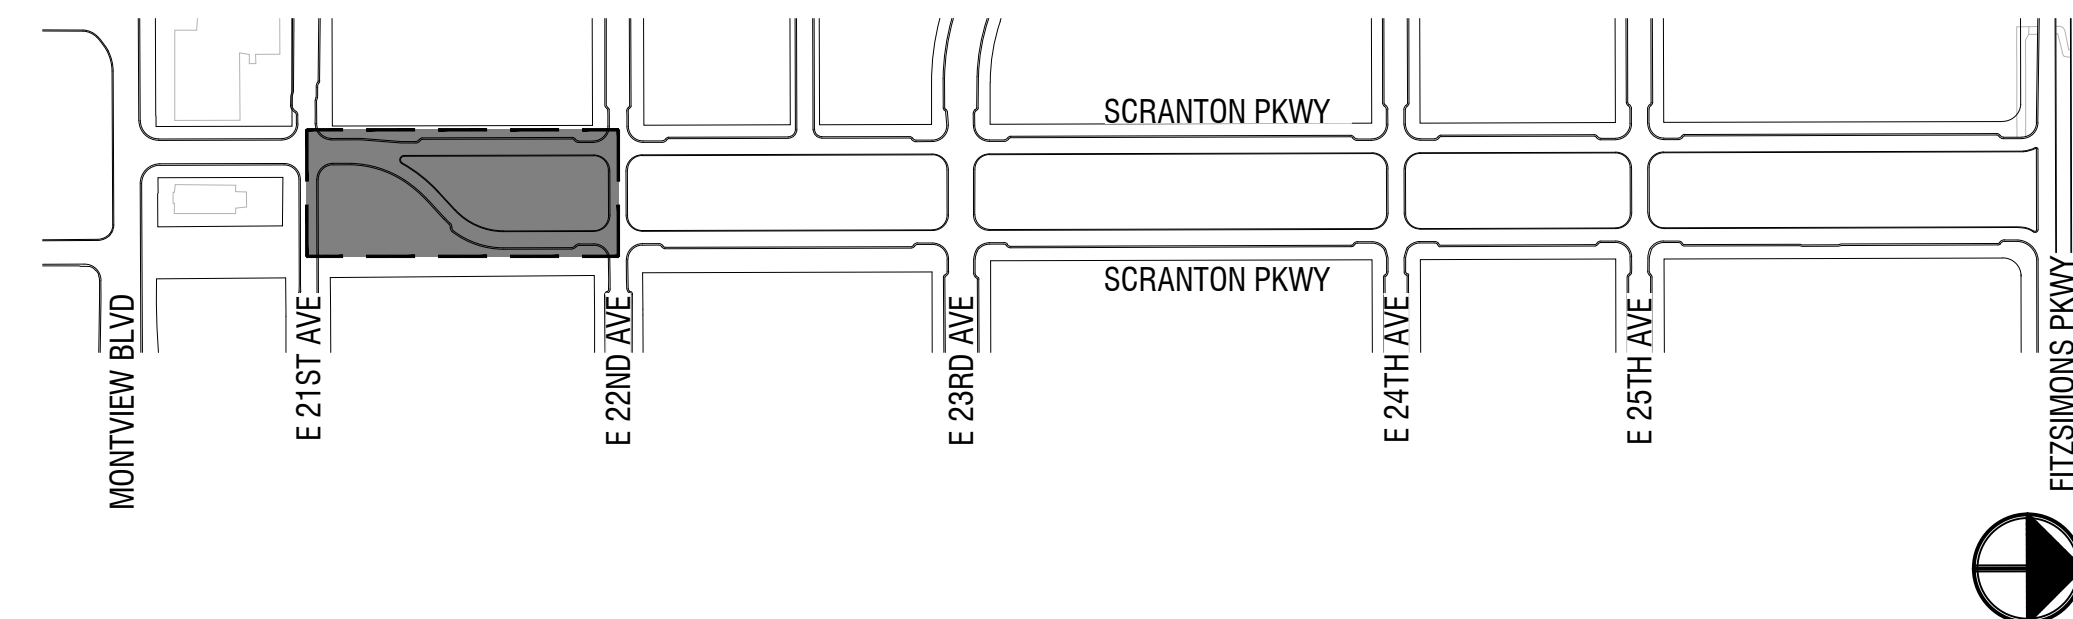 SCRANTON PKWY
SCRANTON PKWY
MONTVIEW BLVD
E 21ST AVE
E 22ND AVE
E 23RD AVE
E 24TH AVE
E 25TH AVE
FITZSIMONS PKWY